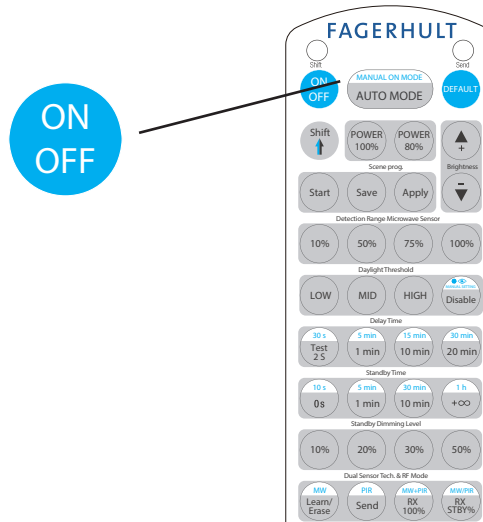 FAGERHULT
Shift
Send
ON
OFF
ON
OFF
MANUAL ON MODE
AUTO MODE
DEFAULT
Shift
POWER
100%
POWER
80%
+
Scene prog.
Brightness
Start
Save
Apply
-
Detection Range Microwave Sensor
10%
50%
75%
100%
Daylight Threshold
LOW
MID
HIGH
MANUAL SETTING
Disable
Delay Time
30 s
Test
2 S
5 min
1 min
15 min
10 min
30 min
20 min
Standby Time
10 s
0s
5 min
1 min
30 min
10 min
1 h
+∞
Standby Dimming Level
10%
20%
30%
50%
Dual Sensor Tech. & RF Mode
MW
Learn/
Erase
PIR
Send
MW+PIR
RX
100%
MW/PIR
RX
STBY%